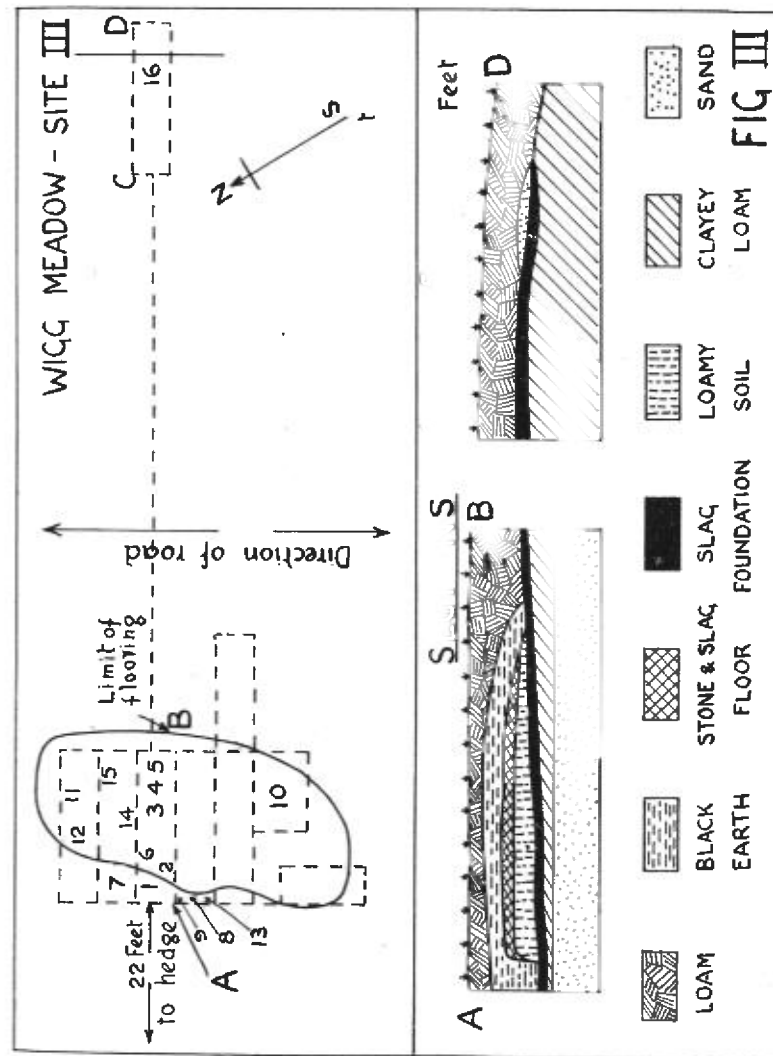 WIGG MEADOW - SITE III
C
D
16
N
S
Direction of road
Limit of
flooring
B
11
12
15
14
7
5
4
3
6
1
2
10
9
8
13
A
22 Feet
to hedge
Feet
A
S
S
B
D
LOAM
BLACK
EARTH
STONE & SLAG
FLOOR
SLAG
FOUNDATION
LOAMY
SOIL
CLAYEY
LOAM
SAND
FIG III